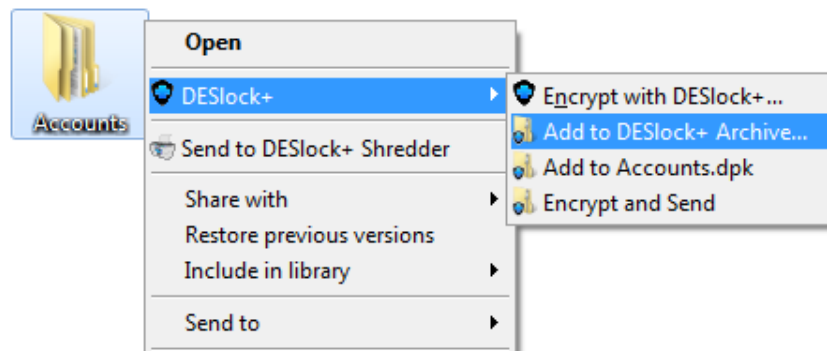 Accounts
Open
DESlock+
Send to DESlock+ Shredder
Share with
Restore previous versions
Include in library
Send to
Encrypt with DESlock+...
Add to DESlock+ Archive...
Add to Accounts.dpk
Encrypt and Send